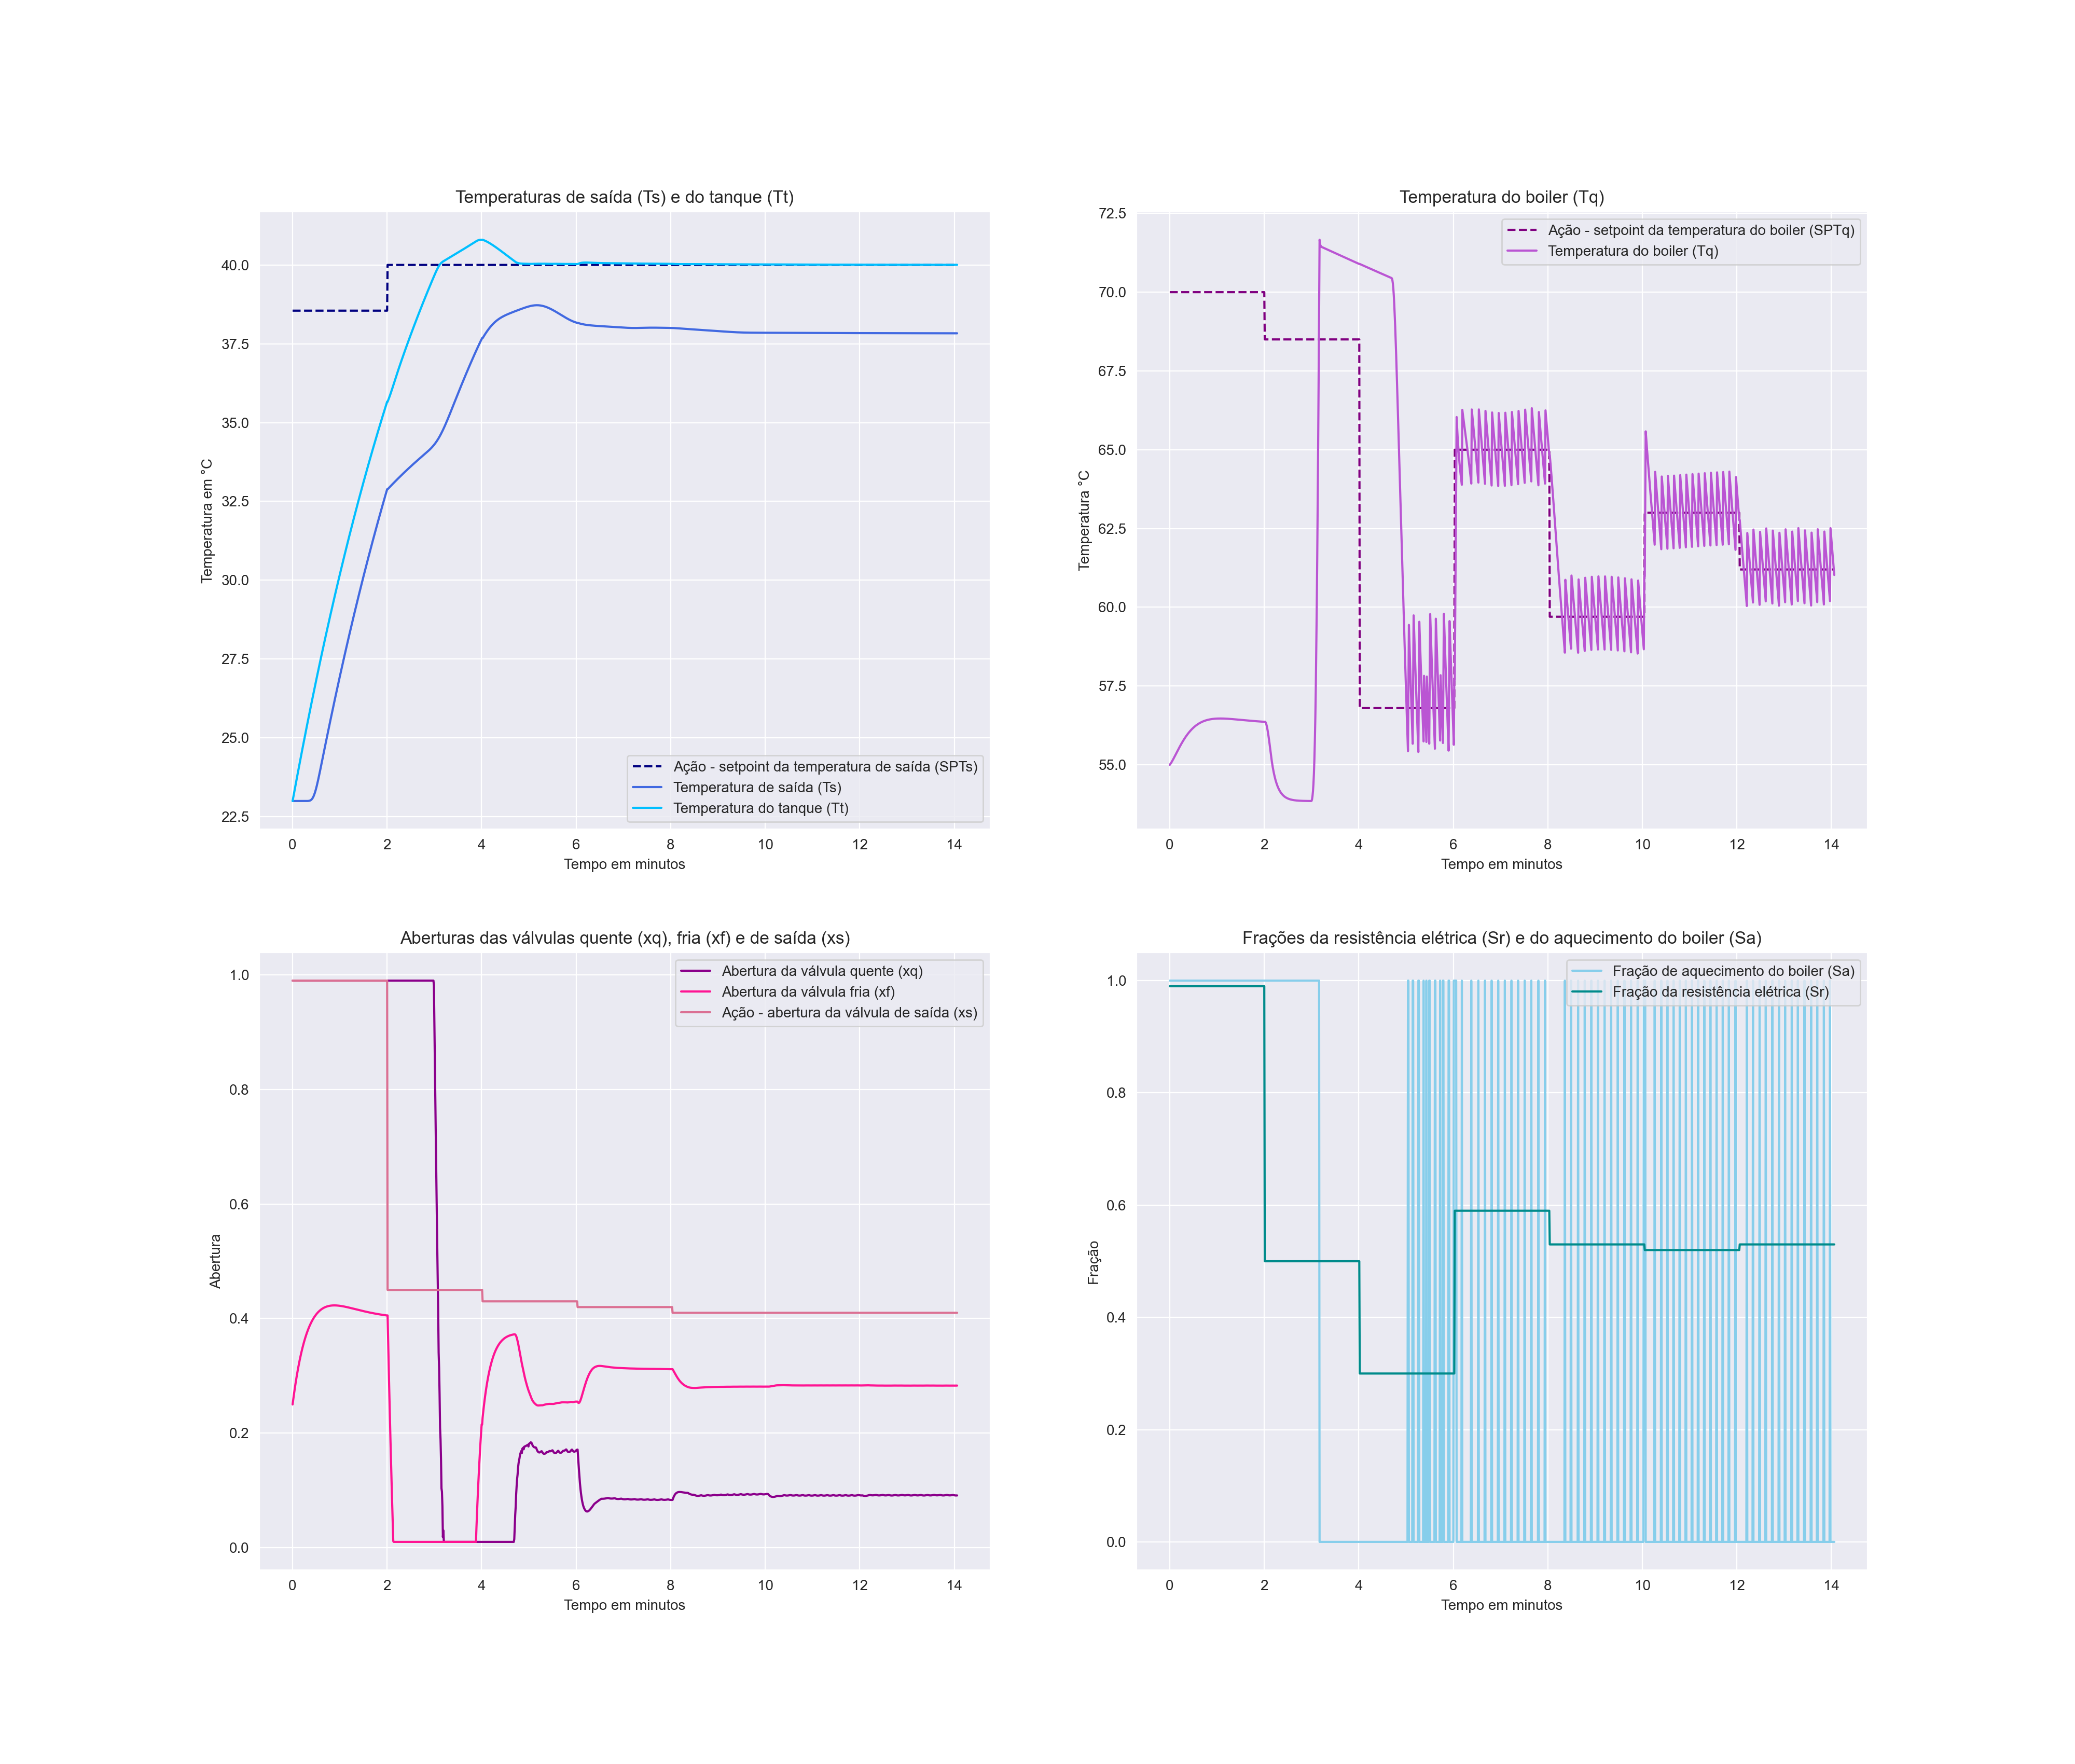 Temperaturas de saída (Ts) e do tanque (Tt)
40.0
37.5
35.0
32.5
30.0
27.5
25.0
22.5
Temperatura em °C
Ação - setpoint da temperatura de saída (SPTs)
Temperatura de saída (Ts)
Temperatura do tanque (Tt)
0 2 4 6 8 10 12 14
Tempo em minutos
Temperatura do boiler (Tq)
72.5
70.0
67.5
65.0
62.5
60.0
57.5
55.0
Temperatura °C
Ação - setpoint da temperatura do boiler (SPTq)
Temperatura do boiler (Tq)
0 2 4 6 8 10 12 14
Tempo em minutos
Aberturas das válvulas quente (xq), fria (xf) e de saída (xs)
1.0
0.8
0.6
0.4
0.2
0.0
Abertura
Abertura da válvula quente (xq)
Abertura da válvula fria (xf)
Ação - abertura da válvula de saída (xs)
0 2 4 6 8 10 12 14
Tempo em minutos
Frações da resistência elétrica (Sr) e do aquecimento do boiler (Sa)
1.0
0.8
0.6
0.4
0.2
0.0
Fração
Fração de aquecimento do boiler (Sa)
Fração da resistência elétrica (Sr)
0 2 4 6 8 10 12 14
Tempo em minutos